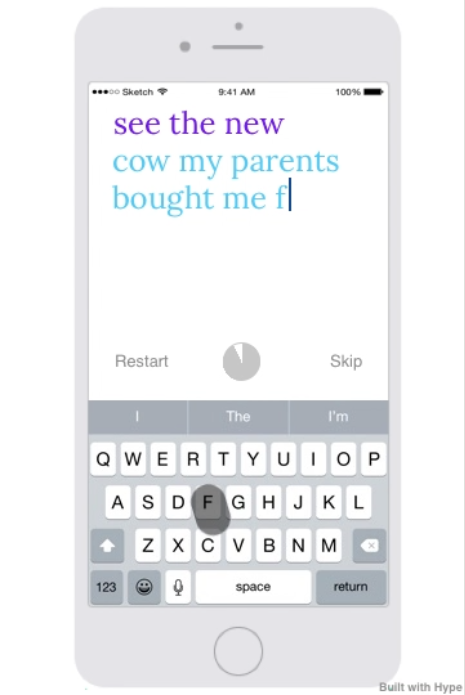 Sketch 9:41 AM 100%
see the new
cow my parents
bought me f
Restart Skip
I The I'm
Q W E R T Y U I O P
A S D F G H J K L
Z X C V B N M
123 space return
Built with Hype